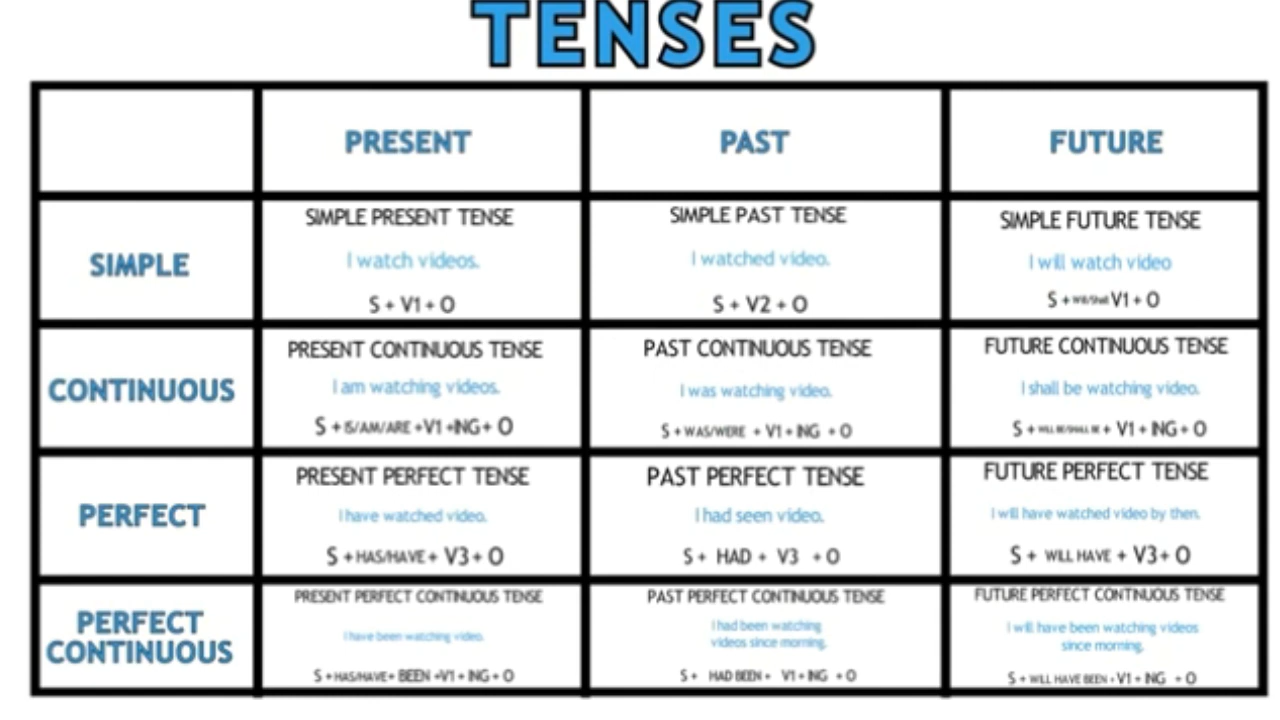 TENSES
PRESENT
PAST
FUTURE
SIMPLE
SIMPLE PRESENT TENSE
I watch videos.
S + V1 + O
SIMPLE PAST TENSE
I watched video.
S + V2 + O
SIMPLE FUTURE TENSE
I will watch video
S + Will/Shall V1 + O
CONTINUOUS
PRESENT CONTINUOUS TENSE
I am watching videos.
S + IS/AM/ARE +V1 +ING + O
PAST CONTINUOUS TENSE
I was watching video.
S + WAS/WERE + V1 + ING + O
FUTURE CONTINUOUS TENSE
I shall be watching video.
S + WILL BE/SHALL BE + V1 + ING + O
PERFECT
PRESENT PERFECT TENSE
I have watched video.
S + HAS/HAVE + V3 + O
PAST PERFECT TENSE
I had seen video.
S + HAD + V3 + O
FUTURE PERFECT TENSE
I will have watched video by then.
S + WILL HAVE + V3 + O
PERFECT
CONTINUOUS
PRESENT PERFECT CONTINUOUS TENSE
I have been watching video.
S + HAS/HAVE + BEEN +V1 + ING + O
PAST PERFECT CONTINUOUS TENSE
I had been watching
videos since morning.
S + HAD BEEN + V1 + ING + O
FUTURE PERFECT CONTINUOUS TENSE
I will have been watching videos
since morning.
S + WILL HAVE BEEN + V1 + ING + O